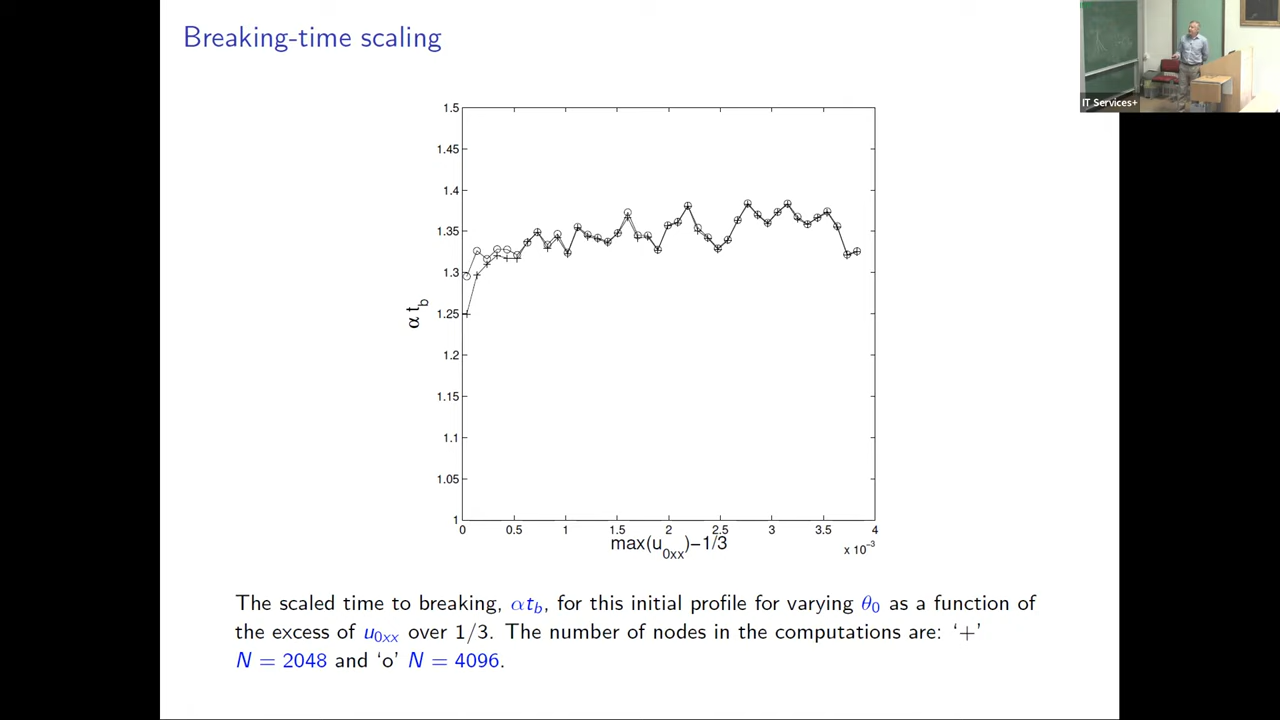 Breaking-time scaling
IT Services+
1.5
1.45
1.4
1.35
1.3
1.25
1.2
1.15
1.1
1.05
1
α t_b
0 0.5 1 1.5 2 2.5 3 3.5 4
max(u_0xx)−1/3
x 10^−3
The scaled time to breaking, αt_b, for this initial profile for varying θ_0 as a function of
the excess of u_0xx over 1/3. The number of nodes in the computations are: ‘+’
N = 2048 and ‘o’ N = 4096.